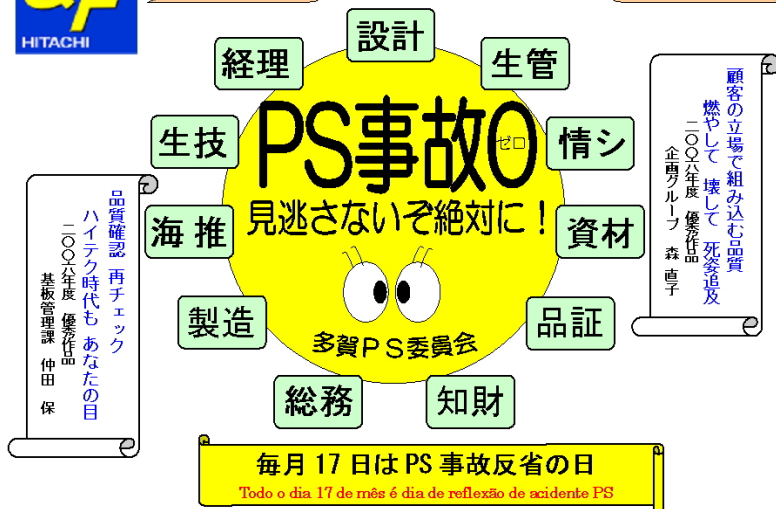 HITACHI
設計
経理
生管
生技
情シ
海推
資材
製造
品証
総務
知財
PS事故0
ゼロ
見逃さないぞ絶対に!
多賀PS委員会
顧客の立場で組み込む品質
燃やして 壊して 死姿追及
二〇〇六年度 優秀作品
企画グループ 森 直子
品質確認 再チェック
ハイテク時代も あなたの目
二〇〇六年度 優秀作品
基板管理課 仲田 保
毎月 17 日は PS 事故反省の日
Todo o dia 17 de mês é dia de reflexão de acidente PS